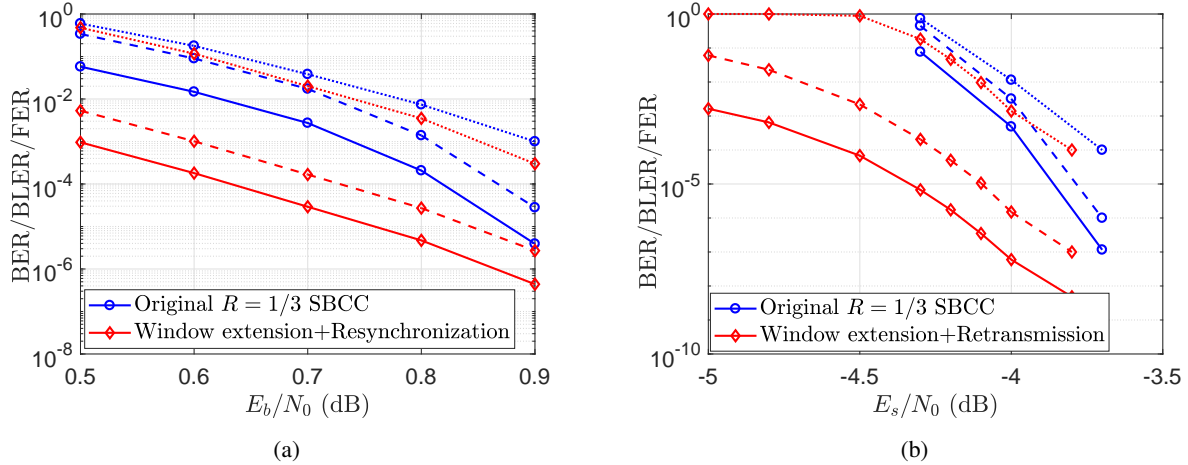 10^0
10^-2
10^-4
10^-6
10^-8
BER/BLER/FER
Original R = 1/3 SBCC
Window extension+Resynchronization
0.5 0.6 0.7 0.8 0.9
E_b/N_0 (dB)
(a)
10^0
10^-5
10^-10
BER/BLER/FER
Original R = 1/3 SBCC
Window extension+Retransmission
-5 -4.5 -4 -3.5
E_s/N_0 (dB)
(b)